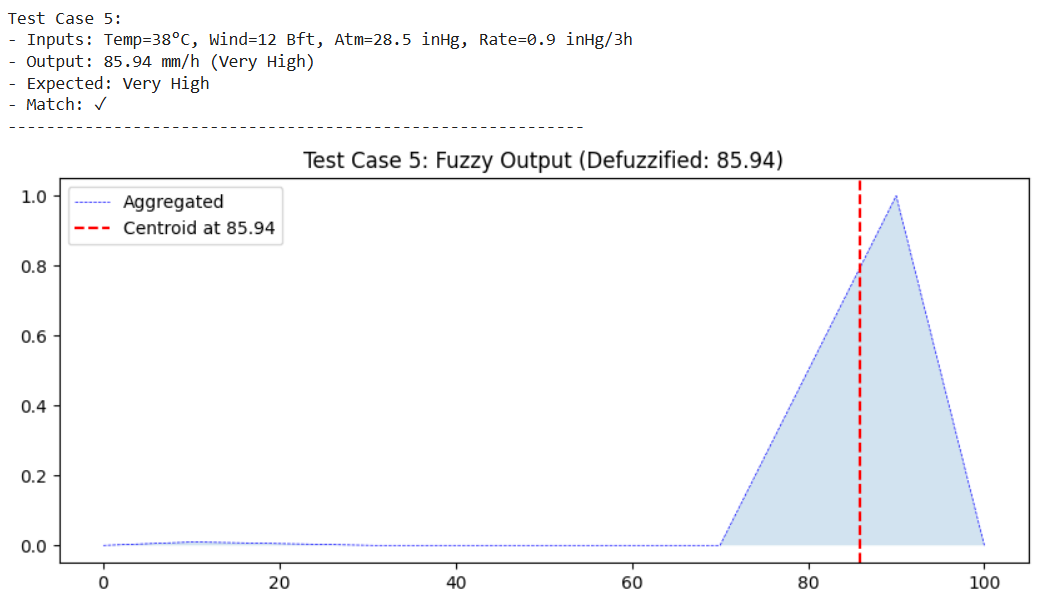 Test Case 5:
- Inputs: Temp=38°C, Wind=12 Bft, Atm=28.5 inHg, Rate=0.9 inHg/3h
- Output: 85.94 mm/h (Very High)
- Expected: Very High
- Match: ✓
------------------------------------------------------------
Test Case 5: Fuzzy Output (Defuzzified: 85.94)
Aggregated
Centroid at 85.94
1.0
0.8
0.6
0.4
0.2
0.0
0 20 40 60 80 100